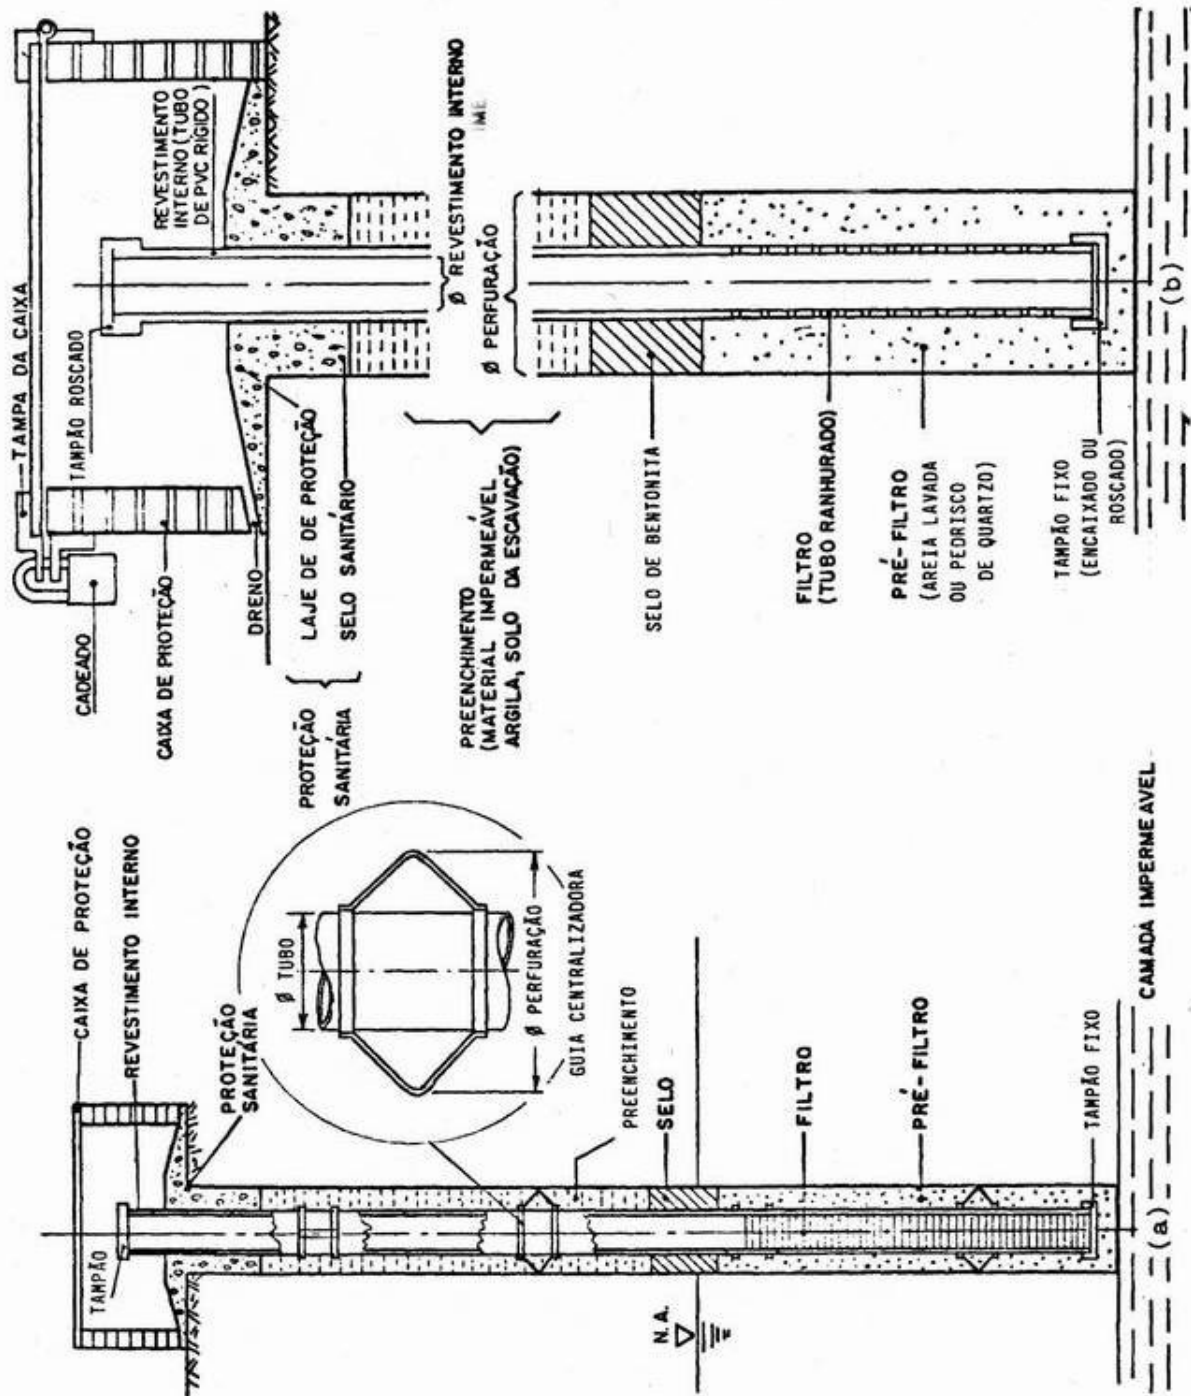 CAIXA DE PROTEÇÃO
REVESTIMENTO INTERNO
TAMPÃO
PROTEÇÃO
SANITÁRIA
Ø TUBO
Ø PERFURAÇÃO
GUIA CENTRALIZADORA
PREENCHIMENTO
SELO
N.A.
FILTRO
PRÉ-FILTRO
TAMPÃO FIXO
CAMADA IMPERMEAVEL
(a)
CADEADO
TAMPA DA CAIXA
TAMPÃO ROSCADO
REVESTIMENTO
INTERNO (TUBO
DE PVC RIGIDO)
CAIXA DE PROTEÇÃO
DRENO
PROTEÇÃO
SANITÁRIA
LAJE DE PROTEÇÃO
SELO SANITÁRIO
PREENCHIMENTO
(MATERIAL IMPERMEÁVEL
ARGILA, SOLO DA ESCAVAÇÃO)
Ø REVESTIMENTO INTERNO
Ø PERFURAÇÃO
SELO DE BENTONITA
FILTRO
(TUBO RANHURADO)
PRÉ-FILTRO
(AREIA LAVADA
OU PEDRISCO
DE QUARTZO)
TAMPÃO FIXO
(ENCAIXADO OU
ROSCADO)
(b)